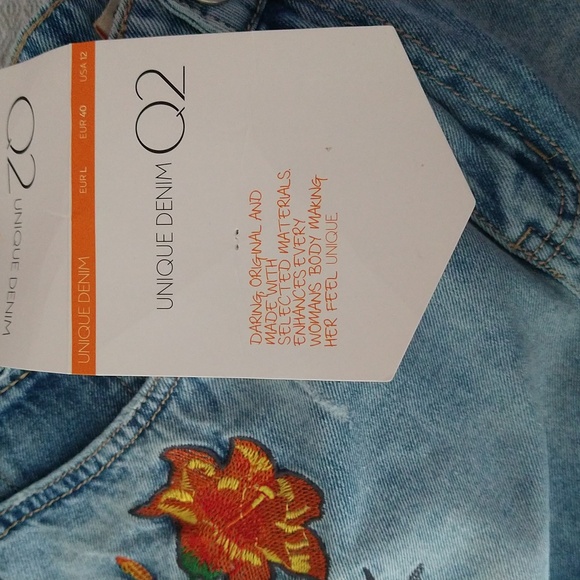 Q2 UNIQUE DENIM
UNIQUE DENIM EUR L EUR 40 USA 12
UNIQUE DENIM Q2
DARING, ORIGINAL AND
MADE WITH
SELECTED MATERIALS.
ENHANCES EVERY
WOMANS BODY MAKING
HER FEEL UNIQUE